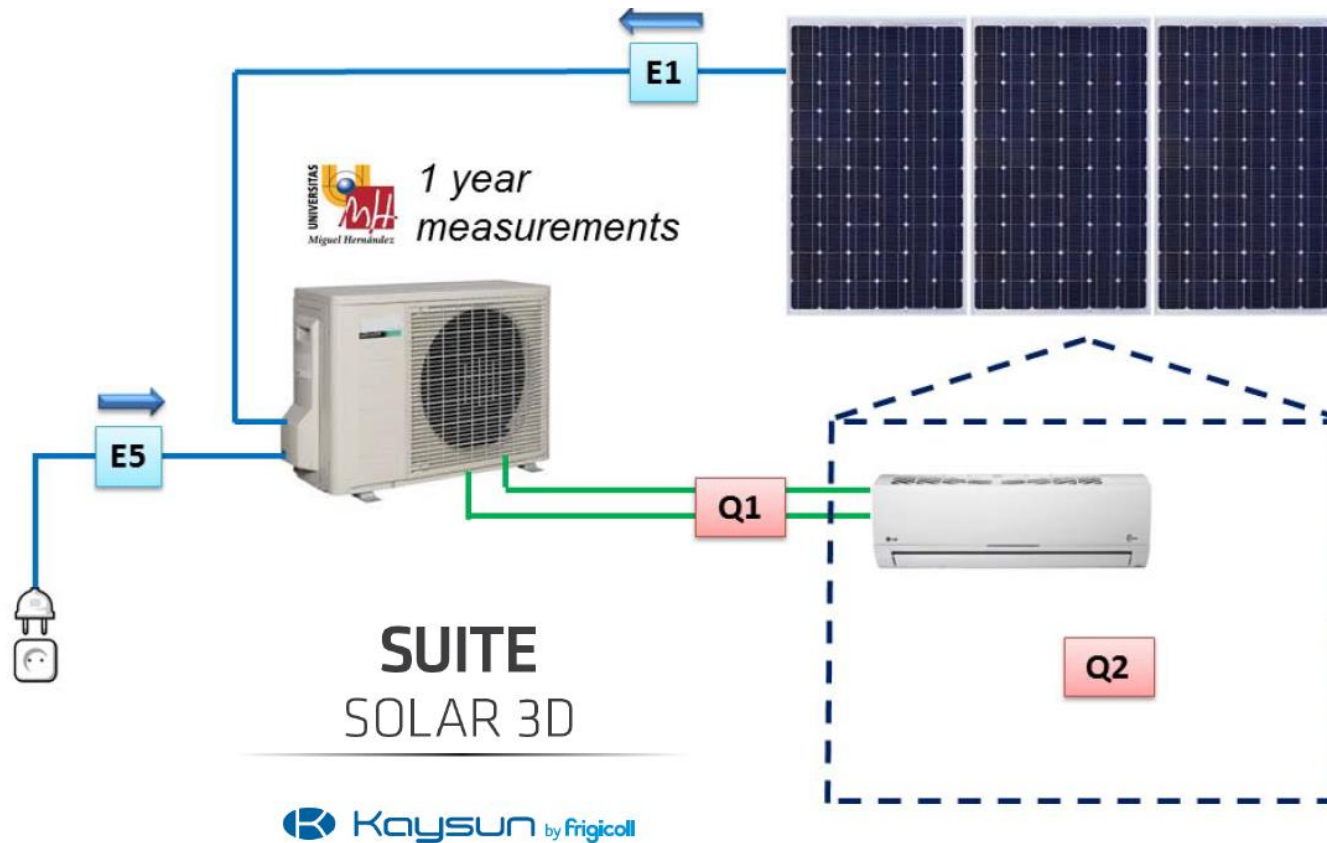 E1
UNIVERSITAS
Miguel Hernández
1 year
measurements
E5
Q1
Q2
SUITE
SOLAR 3D
Kaysun by frigicoll